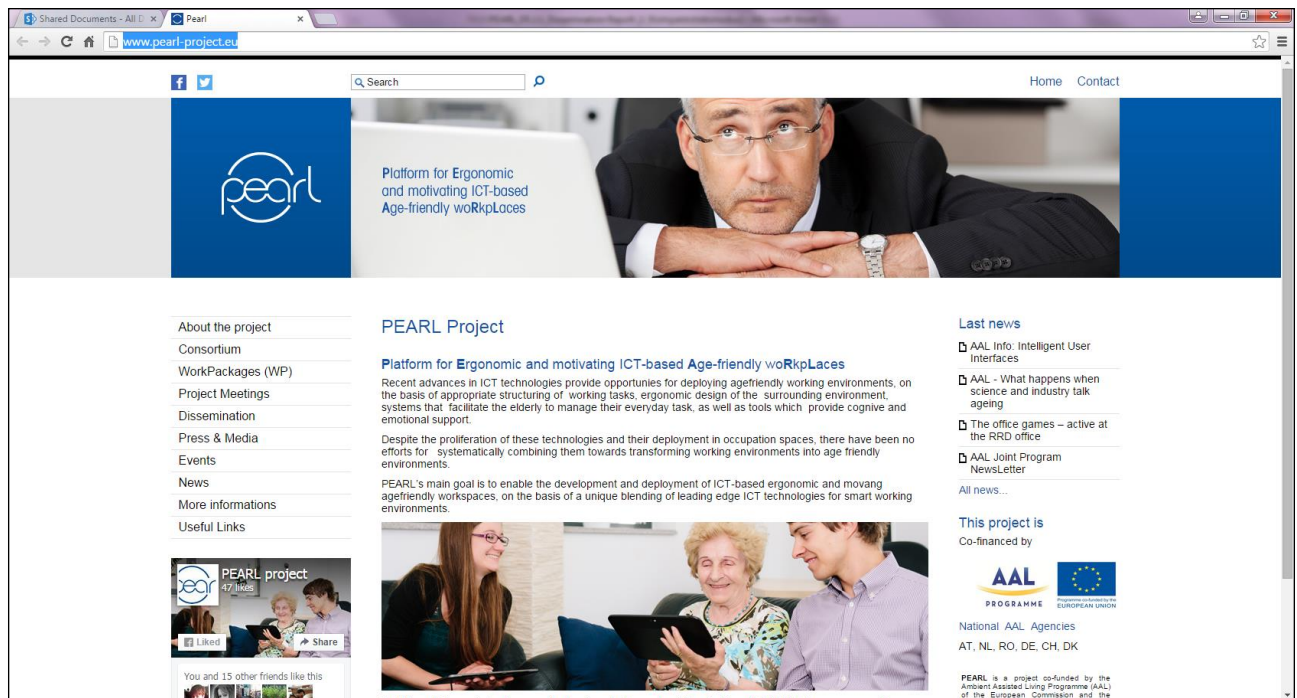 Shared Documents - All D
Pearl
www.pearl-project.eu
Search
Home
Contact
pearl
Platform for Ergonomic
and motivating ICT-based
Age-friendly woRkpLaces
About the project
Consortium
WorkPackages (WP)
Project Meetings
Dissemination
Press & Media
Events
News
More informations
Useful Links
PEARL project
47 likes
Liked
Share
You and 15 other friends like this
PEARL Project
Platform for Ergonomic and motivating ICT-based Age-friendly woRkpLaces
Recent advances in ICT technologies provide opportunies for deploying agefriendly working environments, on
the basis of appropriate structuring of working tasks, ergonomic design of the surrounding environment,
systems that facilitate the elderly to manage their everyday task, as well as tools which provide cognive and
emotional support.
Despite the proliferation of these technologies and their deployment in occupation spaces, there have been no
efforts for systematically combining them towards transforming working environments into age friendly
environments.
PEARL's main goal is to enable the development and deployment of ICT-based ergonomic and movang
agefriendly workspaces, on the basis of a unique blending of leading edge ICT technologies for smart working
environments.
Last news
AAL Info: Intelligent User
Interfaces
AAL - What happens when
science and industry talk
ageing
The office games – active at
the RRD office
AAL Joint Program
NewsLetter
All news...
This project is
Co-financed by
AAL
PROGRAMME
Programme co-funded by the
EUROPEAN UNION
National AAL Agencies
AT, NL, RO, DE, CH, DK
PEARL is a project co-funded by the
Ambient Assisted Living Programme (AAL)
of the European Commission and the